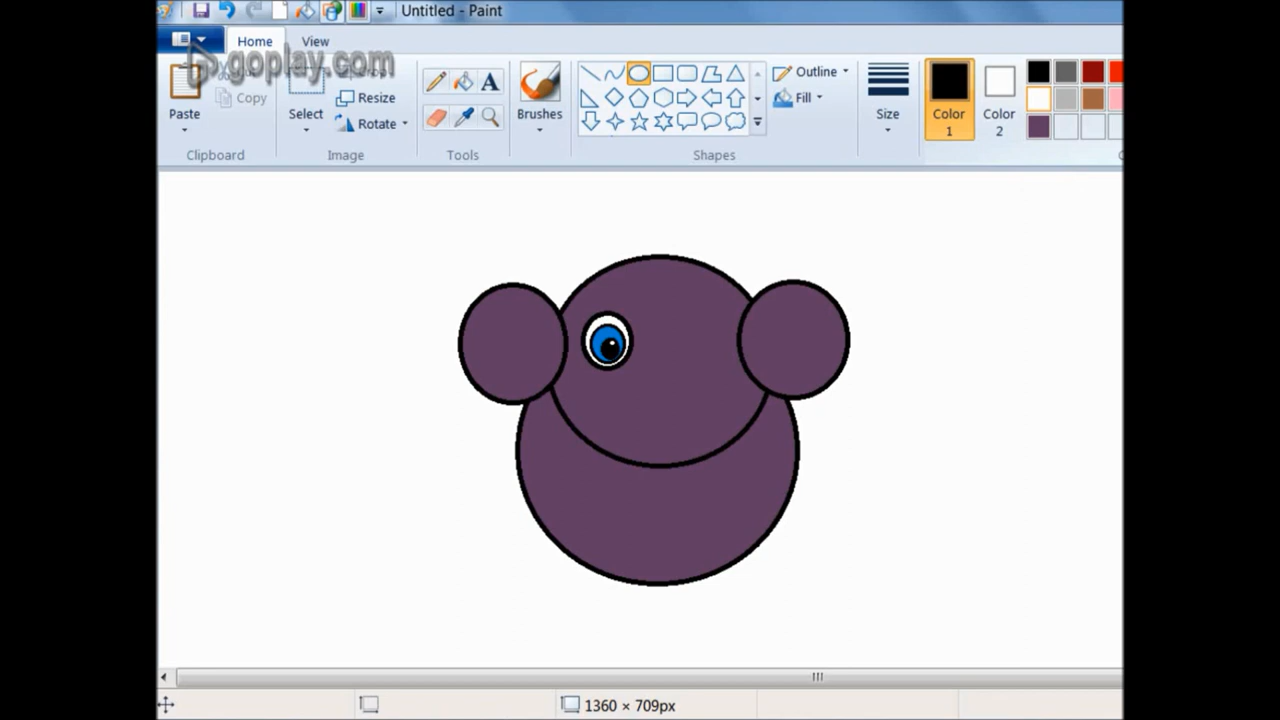 Untitled - Paint
Home View
goplay.com
Paste
Copy
Select
Resize
Rotate
Brushes
Outline
Fill
Size
Color
1
Color
2
Clipboard Image Tools Shapes
1360 × 709px